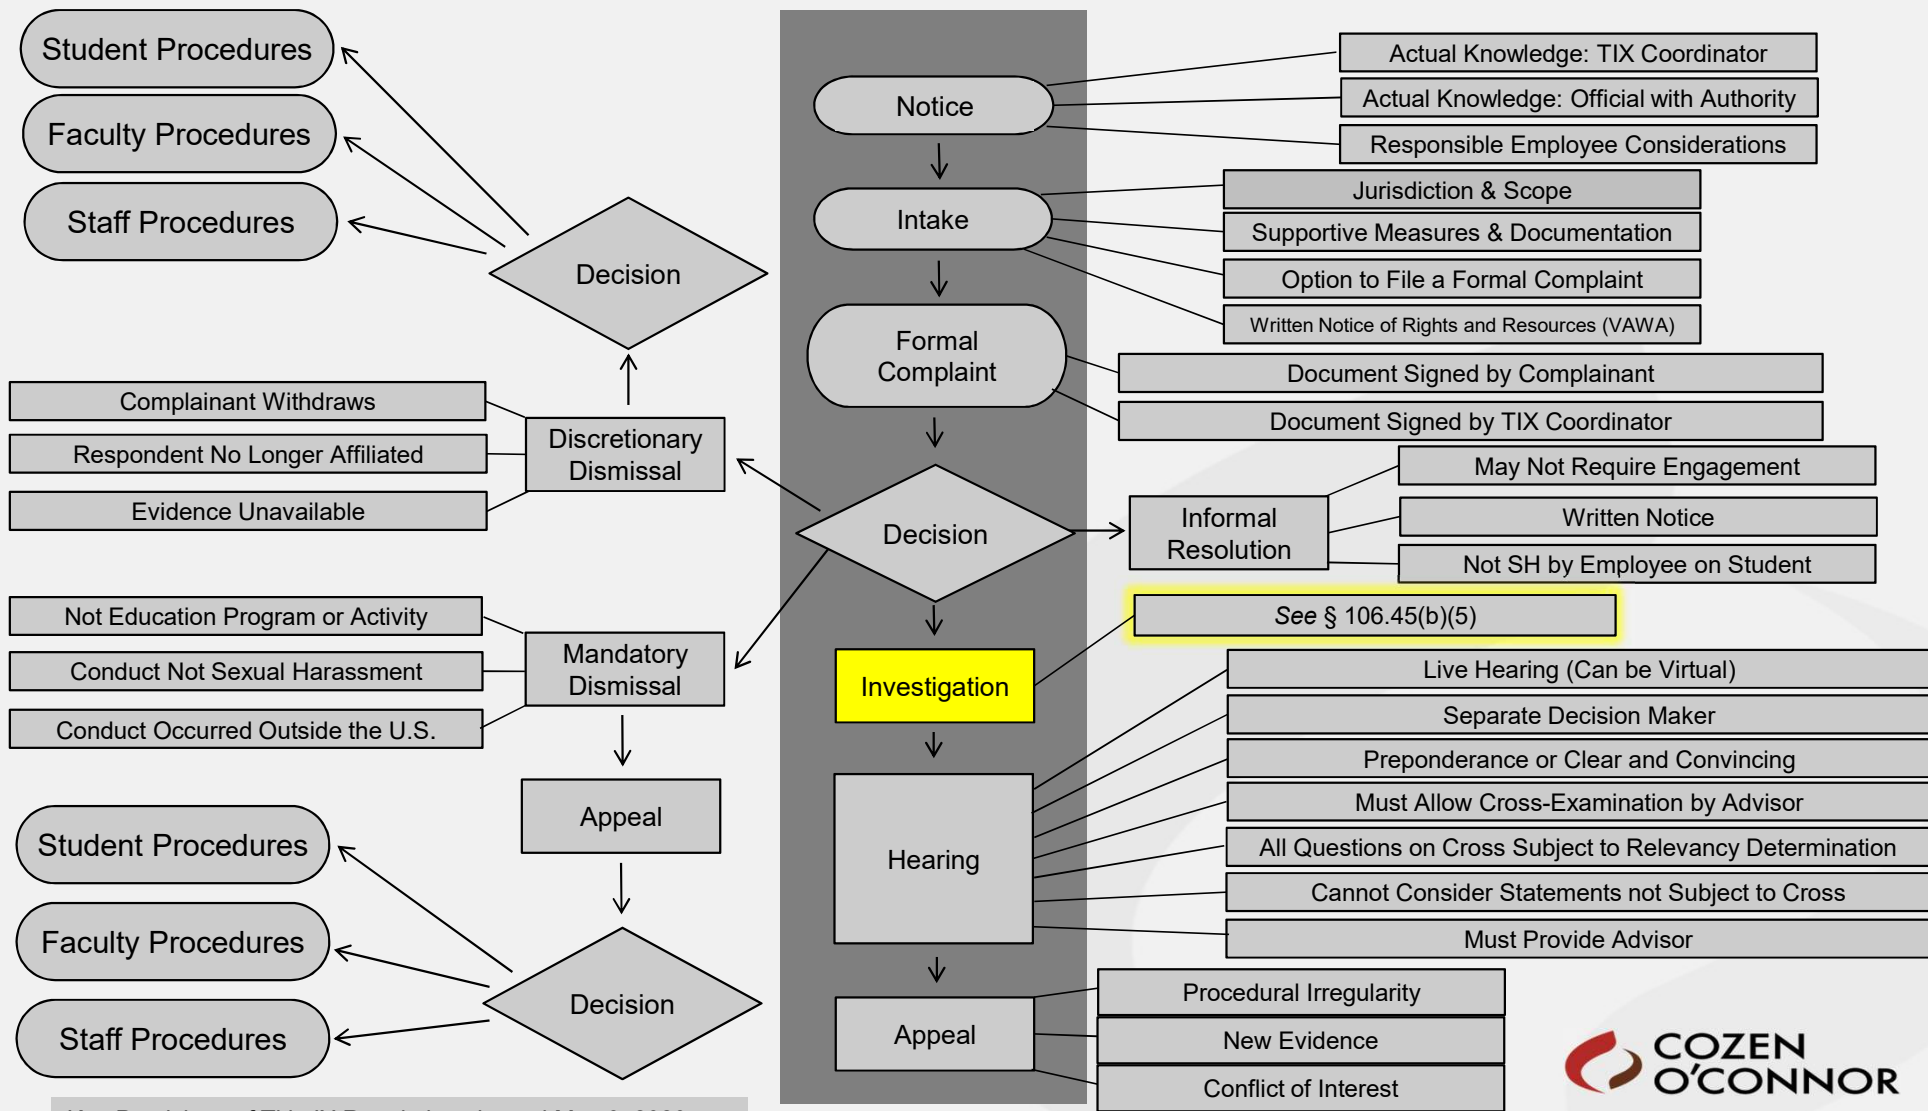 Student Procedures
Faculty Procedures
Staff Procedures
Decision
Complainant Withdraws
Respondent No Longer Affiliated
Evidence Unavailable
Discretionary
Dismissal
Not Education Program or Activity
Conduct Not Sexual Harassment
Conduct Occurred Outside the U.S.
Mandatory
Dismissal
Appeal
Student Procedures
Faculty Procedures
Staff Procedures
Decision
Notice
Actual Knowledge: TIX Coordinator
Actual Knowledge: Official with Authority
Responsible Employee Considerations
Intake
Jurisdiction & Scope
Supportive Measures & Documentation
Option to File a Formal Complaint
Written Notice of Rights and Resources (VAWA)
Formal
Complaint
Document Signed by Complainant
Document Signed by TIX Coordinator
Decision
Informal
Resolution
May Not Require Engagement
Written Notice
Not SH by Employee on Student
Investigation
See § 106.45(b)(5)
Hearing
Live Hearing (Can be Virtual)
Separate Decision Maker
Preponderance or Clear and Convincing
Must Allow Cross-Examination by Advisor
All Questions on Cross Subject to Relevancy Determination
Cannot Consider Statements not Subject to Cross
Must Provide Advisor
Appeal
Procedural Irregularity
New Evidence
Conflict of Interest
COZEN
O'CONNOR